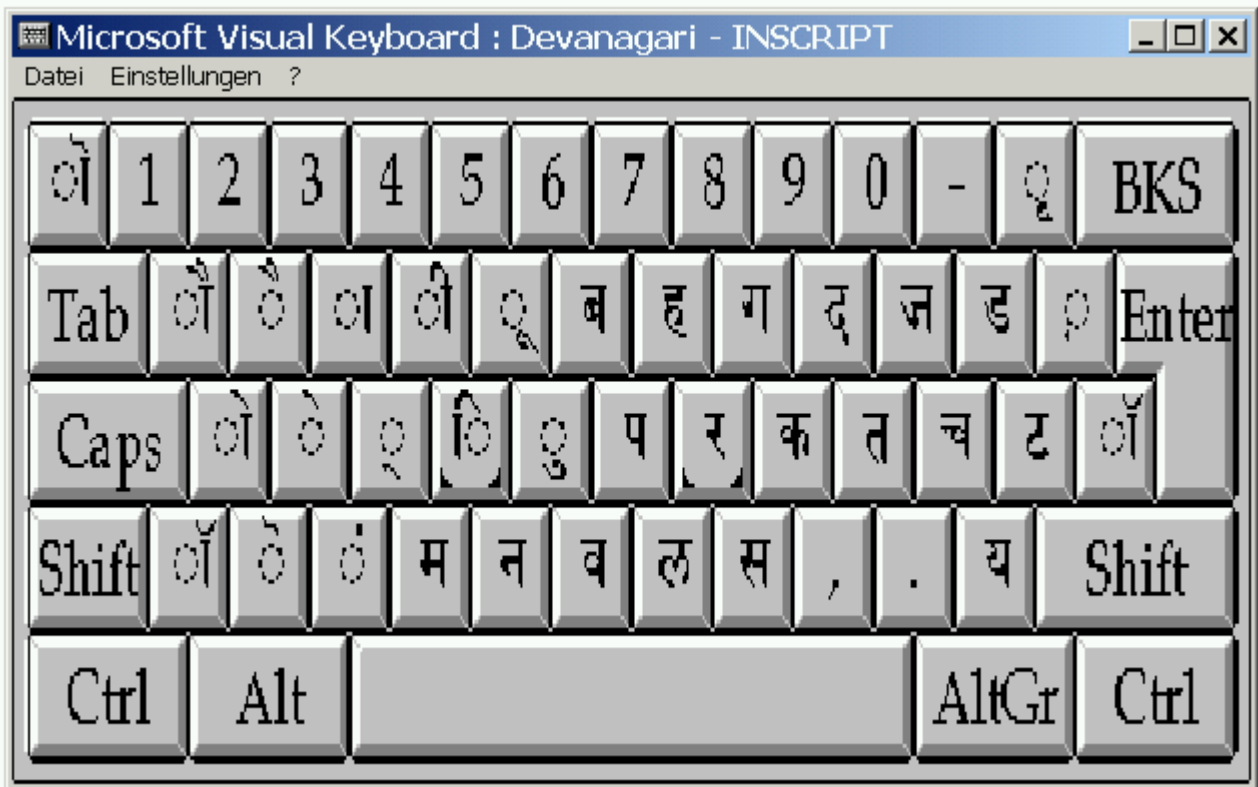 Microsoft Visual Keyboard : Devanagari - INSCRIPT
Datei Einstellungen ?
ॊ 1 2 3 4 5 6 7 8 9 0 - ृ BKS
Tab ौ ै ा ी ू ब ह ग द ज ड ़ Enter
Caps ो े ् ि ु प र क त च ट ॉ
Shift ॉ ॆ ं म न व ल स , . य Shift
Ctrl Alt AltGr Ctrl